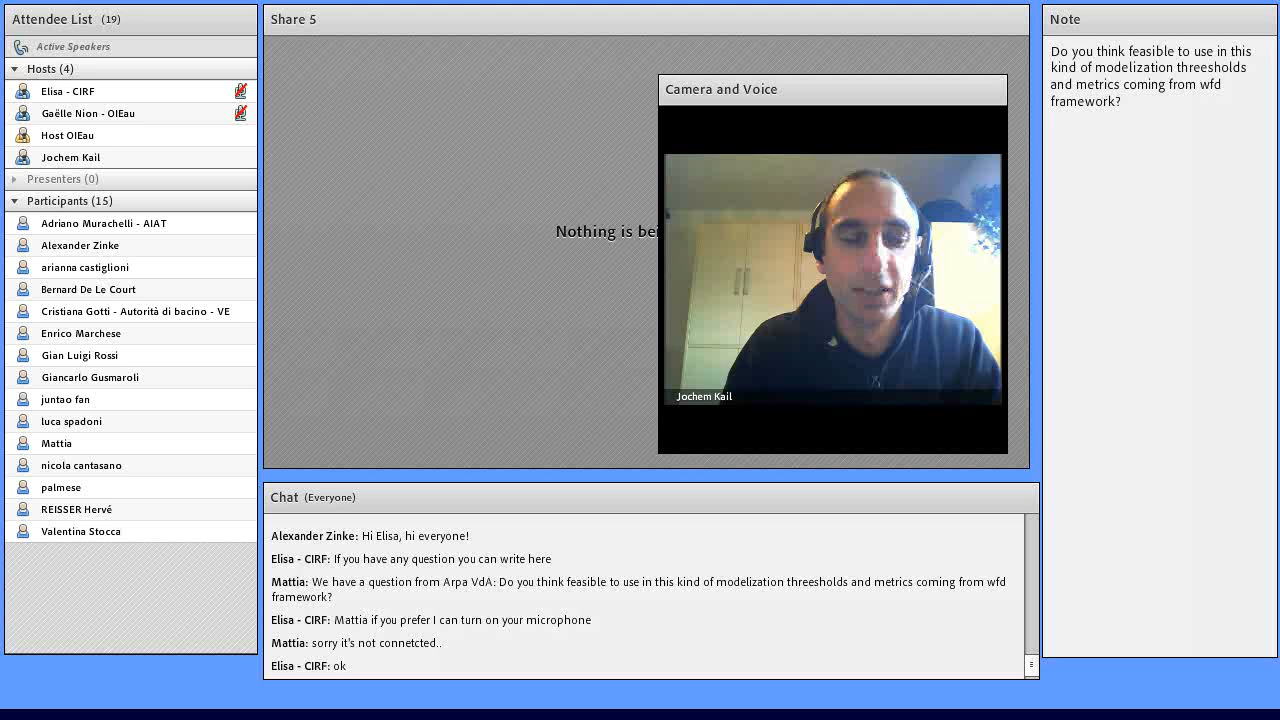 Attendee List (19)
Active Speakers
Hosts (4)
Elisa - CIRF
Gaëlle Nion - OIEau
Host OIEau
Jochem Kail
Presenters (0)
Participants (15)
Adriano Murachelli - AIAT
Alexander Zinke
arianna castiglioni
Bernard De Le Court
Cristiana Gotti - Autorità di bacino - VE
Enrico Marchese
Gian Luigi Rossi
Giancarlo Gusmaroli
juntao fan
luca spadoni
Mattia
nicola cantasano
palmese
REISSER Hervé
Valentina Stocca
Share 5
Nothing is bei
Camera and Voice
Jochem Kail
Chat (Everyone)
Alexander Zinke: Hi Elisa, hi everyone!
Elisa - CIRF: If you have any question you can write here
Mattia: We have a question from Arpa VdA: Do you think feasible to use in this kind of modelization threesholds and metrics coming from wfd
framework?
Elisa - CIRF: Mattia if you prefer I can turn on your microphone
Mattia: sorry it's not connetcted..
Elisa - CIRF: ok
Note
Do you think feasible to use in this
kind of modelization threesholds
and metrics coming from wfd
framework?